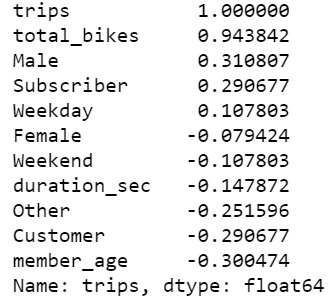 trips 1.000000
total_bikes 0.943842
Male 0.310807
Subscriber 0.290677
Weekday 0.107803
Female -0.079424
Weekend -0.107803
duration_sec -0.147872
Other -0.251596
Customer -0.290677
member_age -0.300474
Name: trips, dtype: float64